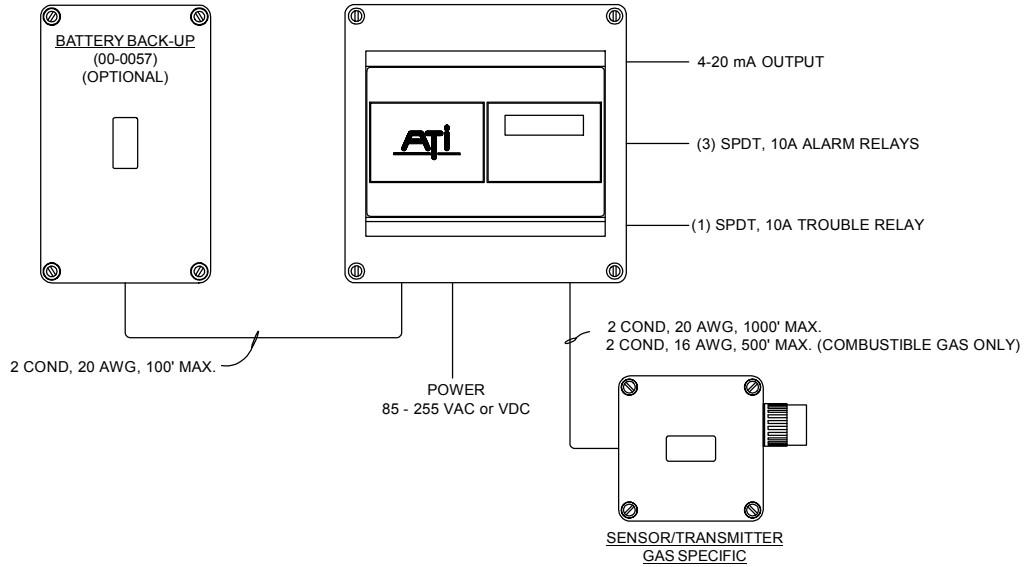 BATTERY BACK-UP
(00-0057)
(OPTIONAL)
ATi
4-20 mA OUTPUT
(3) SPDT, 10A ALARM RELAYS
(1) SPDT, 10A TROUBLE RELAY
2 COND, 20 AWG, 100' MAX.
POWER
85 - 255 VAC or VDC
2 COND, 20 AWG, 1000' MAX.
2 COND, 16 AWG, 500' MAX. (COMBUSTIBLE GAS ONLY)
SENSOR/TRANSMITTER
GAS SPECIFIC